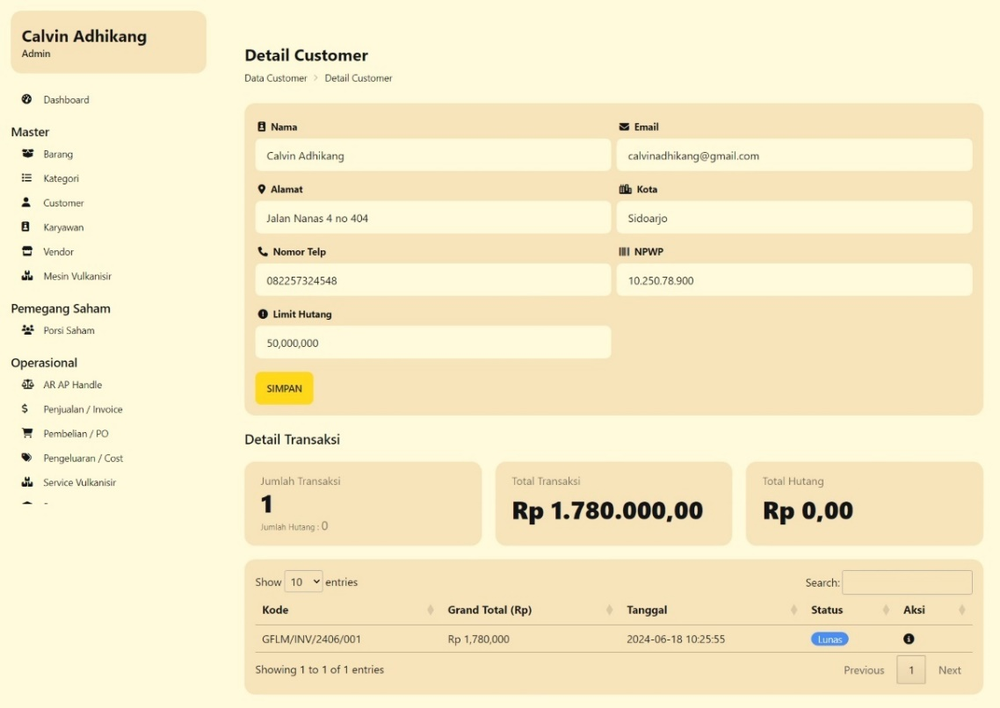 Calvin Adhikang
Admin
Dashboard
Master
Barang
Kategori
Customer
Karyawan
Vendor
Mesin Vulkanisir
Pemegang Saham
Porsi Saham
Operasional
AR AP Handle
Penjualan / Invoice
Pembelian / PO
Pengeluaran / Cost
Service Vulkanisir
Detail Customer
Data Customer > Detail Customer
Nama
Calvin Adhikang
Email
calvinadhikang@gmail.com
Alamat
Jalan Nanas 4 no 404
Kota
Sidoarjo
Nomor Telp
082257324548
NPWP
10.250.78.900
Limit Hutang
50,000,000
SIMPAN
Detail Transaksi
Jumlah Transaksi
1
Jumlah Hutang : 0
Total Transaksi
Rp 1.780.000,00
Total Hutang
Rp 0,00
Show 10 entries
Search:
Kode Grand Total (Rp) Tanggal Status Aksi
GFLM/INV/2406/001 Rp 1,780,000 2024-06-18 10:25:55 Lunas
Showing 1 to 1 of 1 entries
Previous 1 Next